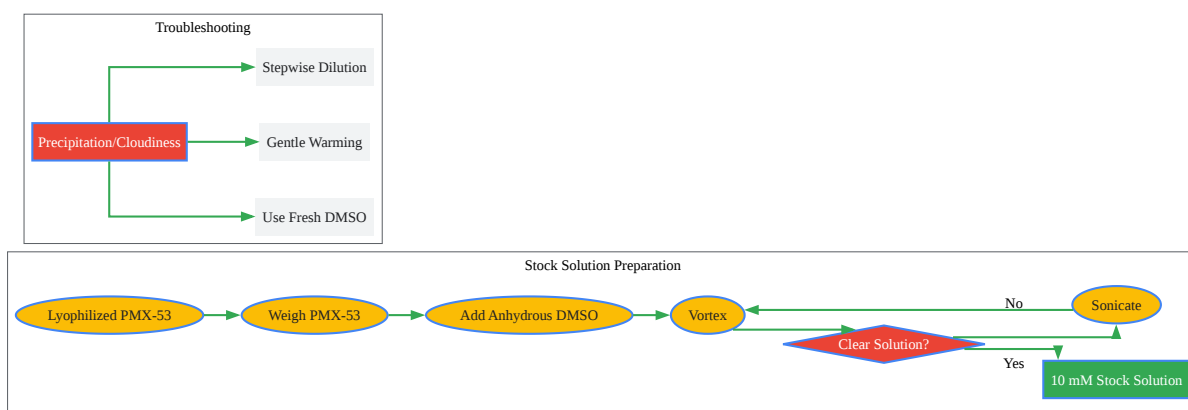 Troubleshooting
Stepwise Dilution
Precipitation/Cloudiness
Gentle Warming
Use Fresh DMSO
Stock Solution Preparation
Lyophilized PMX-53
Weigh PMX-53
Add Anhydrous DMSO
Vortex
No
Sonicate
Clear Solution?
Yes
10 mM Stock Solution